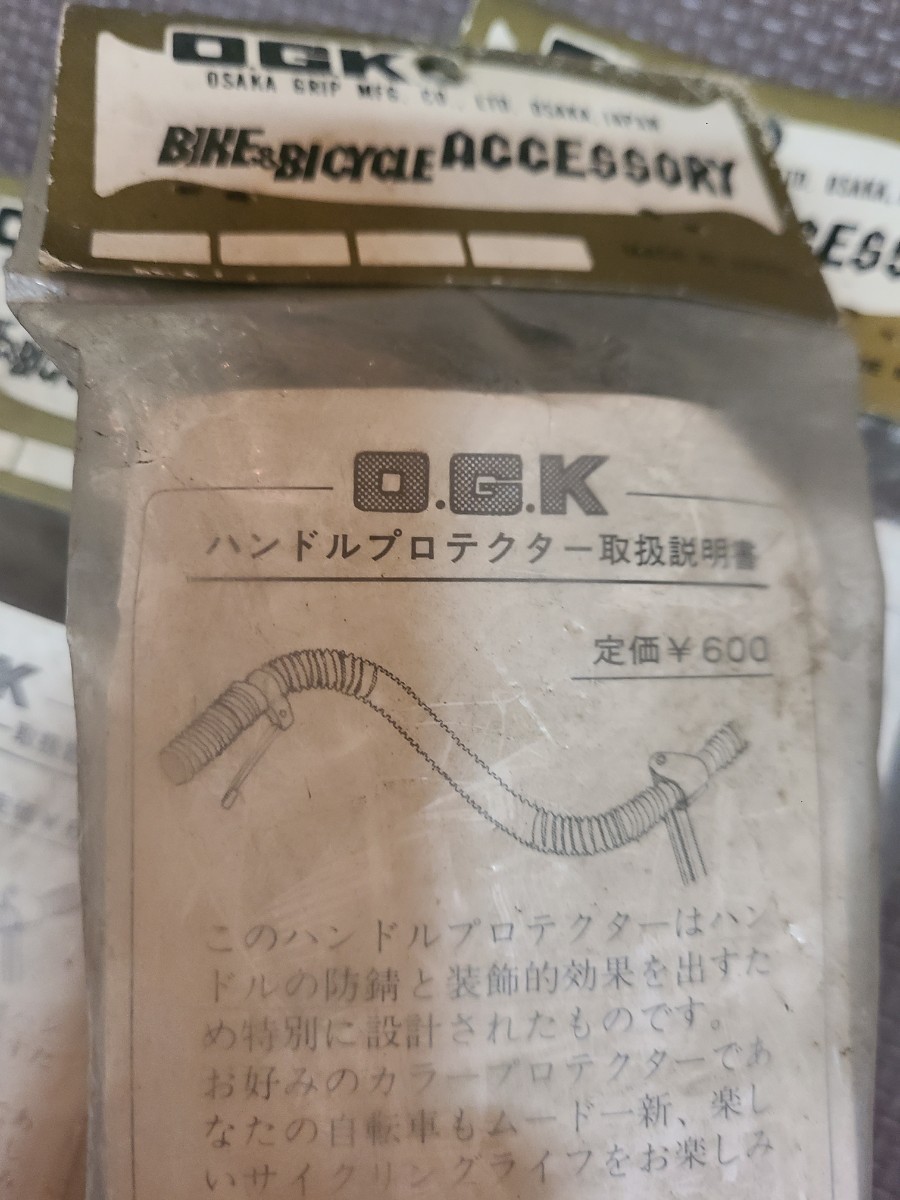 O.G.K
OSAKA GRIP MFG. CO., LTD. OSAKA, JAPAN
BIKE&BICYCLE ACCESSORY
O.G.K
ハンドルプロテクター取扱説明書
定価¥600
このハンドルプロテクターはハン
ドルの防錆と装飾的効果を出すた
め特別に設計されたものです。
お好みのカラープロテクターであ
なたの自転車もムード一新、楽し
いサイクリングライフをお楽しみ
LTD. OSAKA,
CESS
K